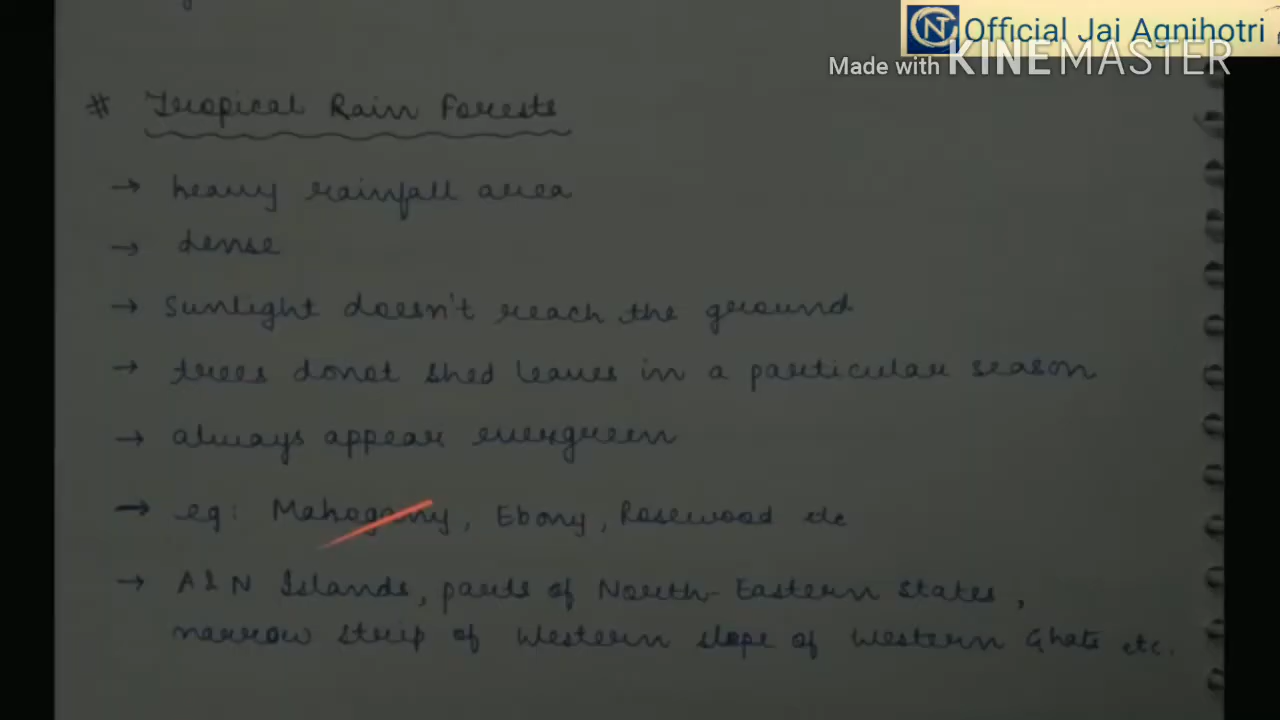 Official Jai Agnihotri
Made with KINEMASTER
# Tropical Rain Forests
→ heavy rainfall area
→ dense
→ Sunlight doesn't reach the ground
→ trees donot shed leaves in a particular season
→ always appear evergreen
→ eg: Mahogany, Ebony, Rosewood etc
→ A & N Islands, parts of North-Eastern states,
narrow strip of Western slope of Western Ghats etc.